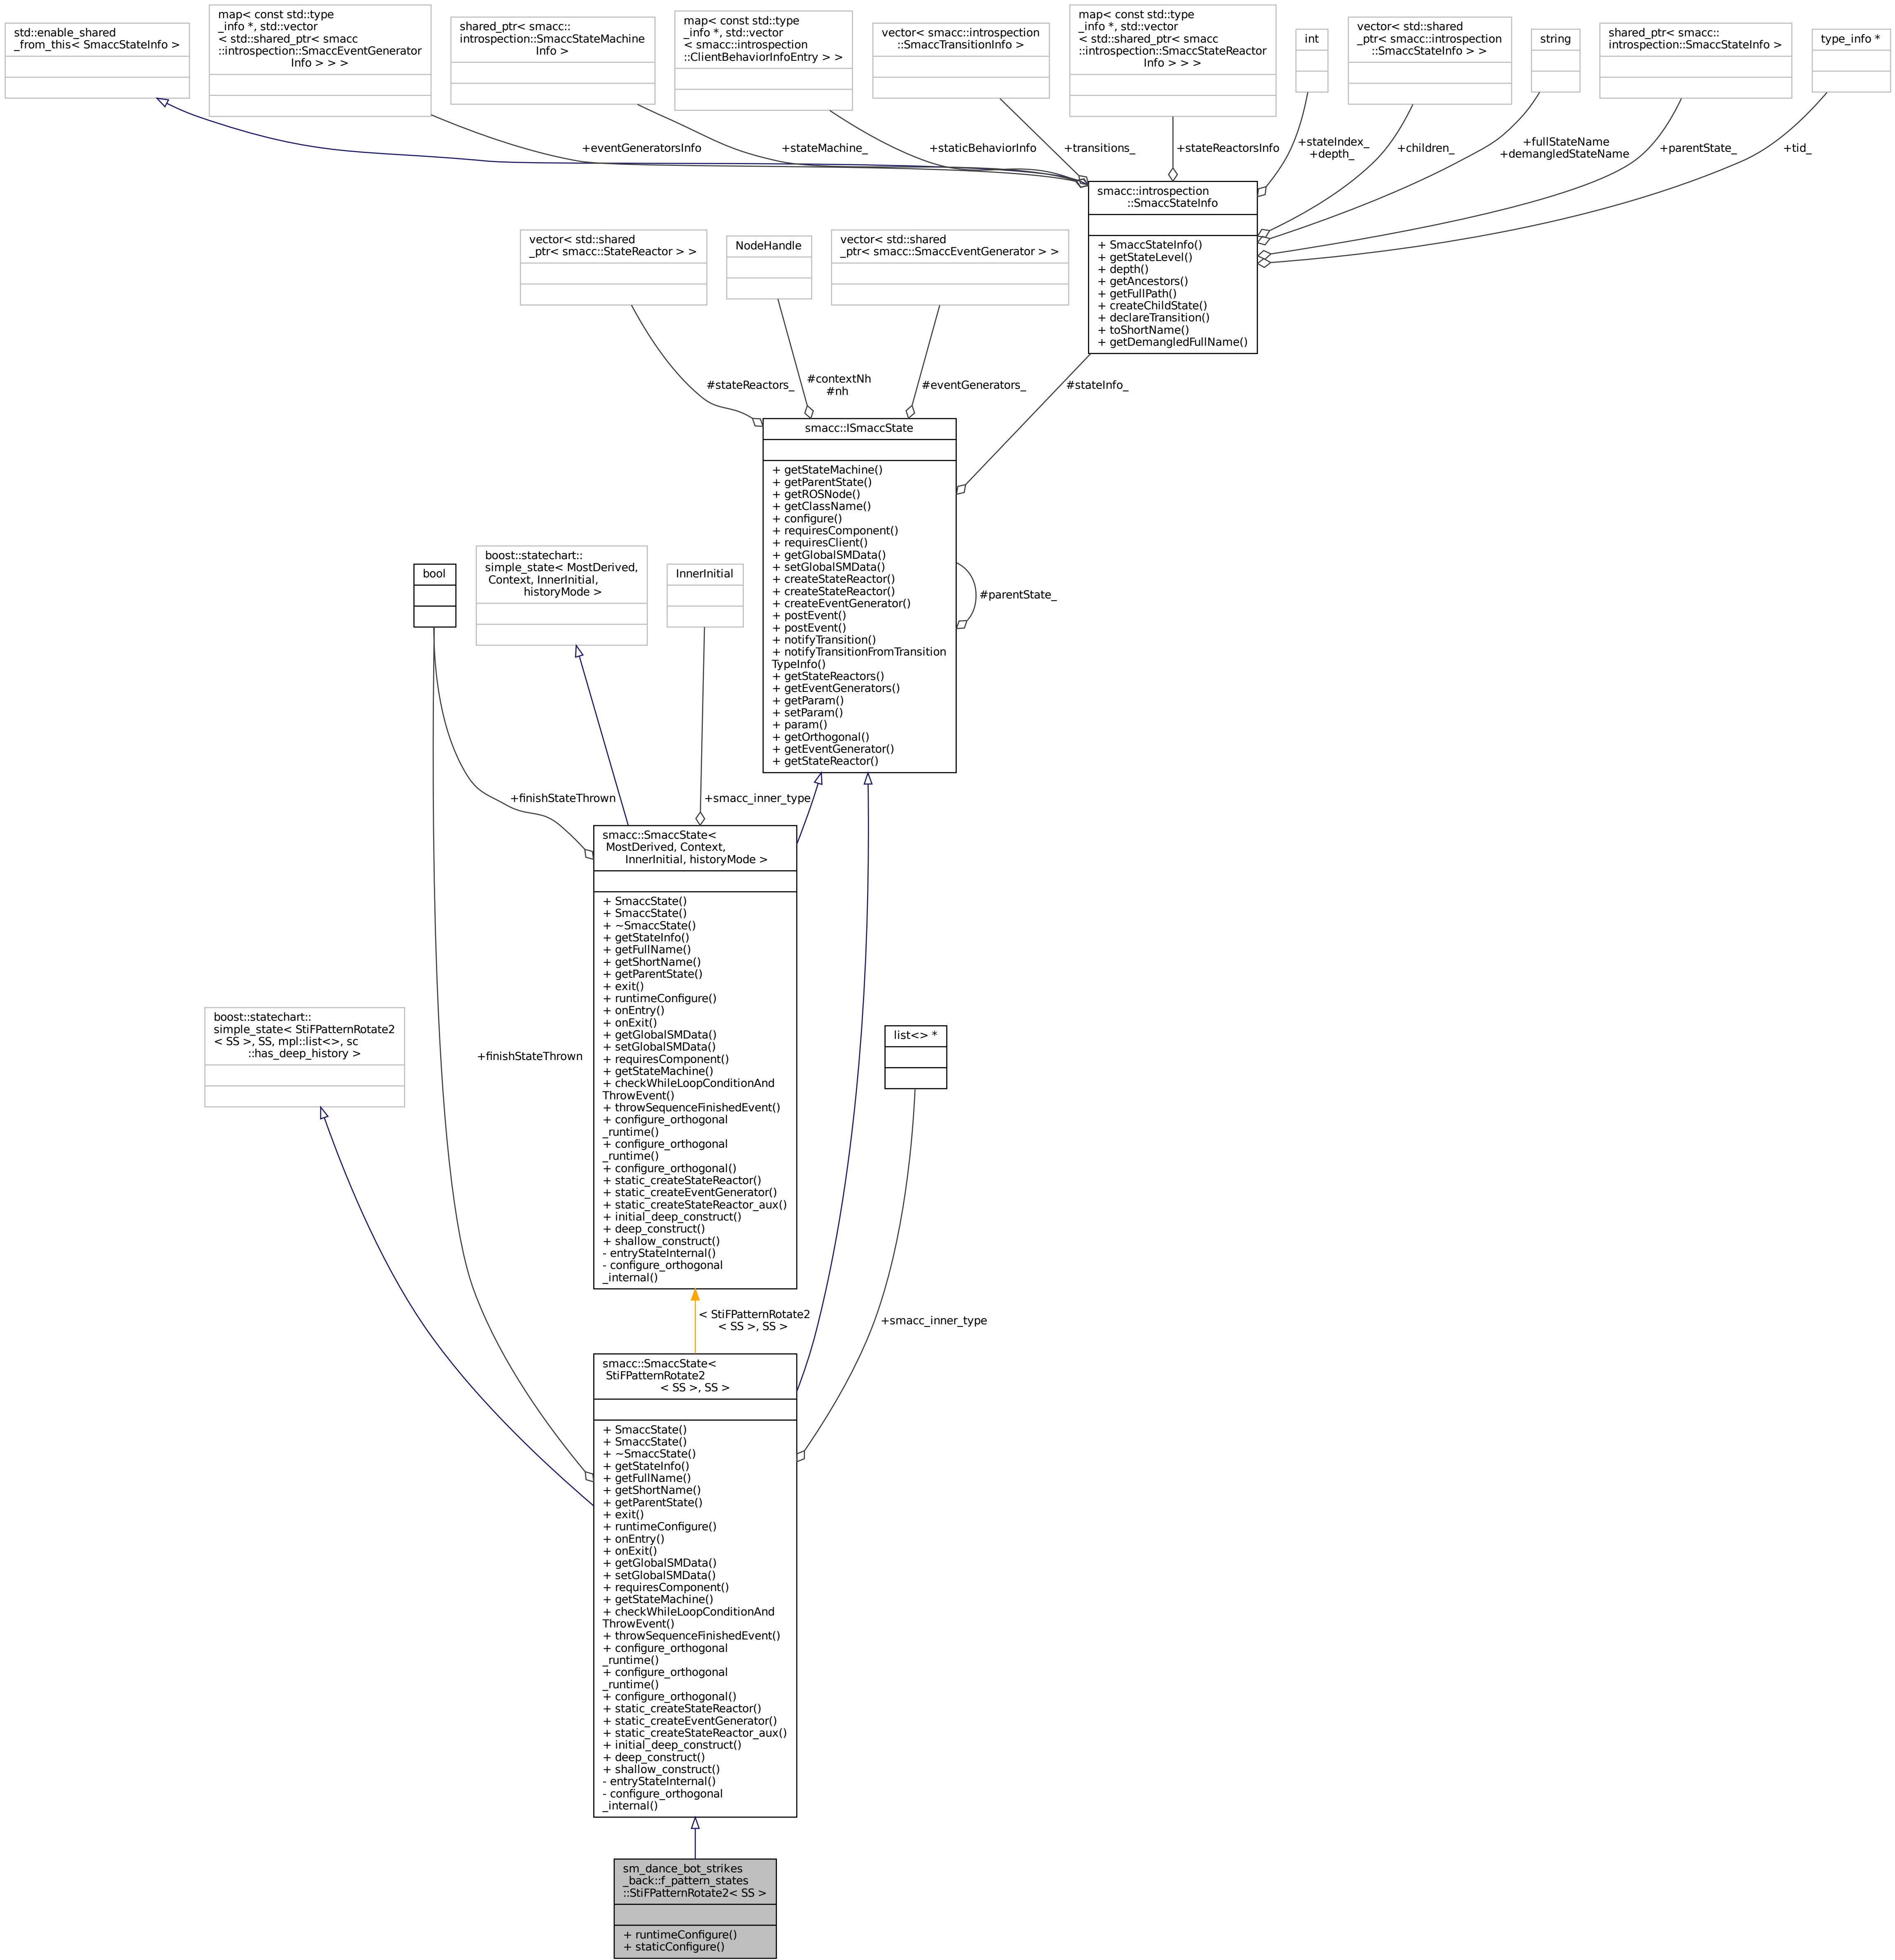 std::enable_shared
_from_this< SmaccStateInfo >
map< const std::type
_info *, std::vector
< std::shared_ptr< smacc
::introspection::SmaccEventGenerator
Info > > >
shared_ptr< smacc::
introspection::SmaccStateMachine
Info >
map< const std::type
_info *, std::vector
< smacc::introspection
::ClientBehaviorInfoEntry > >
vector< smacc::introspection
::SmaccTransitionInfo >
map< const std::type
_info *, std::vector
< std::shared_ptr< smacc
::introspection::SmaccStateReactor
Info > > >
int
vector< std::shared
_ptr< smacc::introspection
::SmaccStateInfo > >
string
shared_ptr< smacc::
introspection::SmaccStateInfo >
type_info *
+eventGeneratorsInfo
+stateMachine_
+staticBehaviorInfo
+transitions_
+stateReactorsInfo
+stateIndex_
+depth_
+children_
+fullStateName
+demangledStateName
+parentState_
+tid_
smacc::introspection
::SmaccStateInfo
+ SmaccStateInfo()
+ getStateLevel()
+ depth()
+ getAncestors()
+ getFullPath()
+ createChildState()
+ declareTransition()
+ toShortName()
+ getDemangledFullName()
vector< std::shared
_ptr< smacc::StateReactor > >
NodeHandle
vector< std::shared
_ptr< smacc::SmaccEventGenerator > >
#stateReactors_
#contextNh
#nh
#eventGenerators_
#stateInfo_
smacc::ISmaccState
+ getStateMachine()
+ getParentState()
+ getROSNode()
+ getClassName()
+ configure()
+ requiresComponent()
+ requiresClient()
+ getGlobalSMData()
+ setGlobalSMData()
+ createStateReactor()
+ createStateReactor()
+ createEventGenerator()
+ postEvent()
+ postEvent()
+ notifyTransition()
+ notifyTransitionFromTransition
TypeInfo()
+ getStateReactors()
+ getEventGenerators()
+ getParam()
+ setParam()
+ param()
+ getOrthogonal()
+ getEventGenerator()
+ getStateReactor()
#parentState_
bool
boost::statechart::
simple_state< MostDerived,
Context, InnerInitial,
historyMode >
InnerInitial
+finishStateThrown
+smacc_inner_type
smacc::SmaccState<
MostDerived, Context,
InnerInitial, historyMode >
+ SmaccState()
+ SmaccState()
+ ~SmaccState()
+ getStateInfo()
+ getFullName()
+ getShortName()
+ getParentState()
+ exit()
+ runtimeConfigure()
+ onEntry()
+ onExit()
+ getGlobalSMData()
+ setGlobalSMData()
+ requiresComponent()
+ getStateMachine()
+ checkWhileLoopConditionAnd
ThrowEvent()
+ throwSequenceFinishedEvent()
+ configure_orthogonal
_runtime()
+ configure_orthogonal
_runtime()
+ configure_orthogonal()
+ static_createStateReactor()
+ static_createEventGenerator()
+ static_createStateReactor_aux()
+ initial_deep_construct()
+ deep_construct()
+ shallow_construct()
- entryStateInternal()
- configure_orthogonal
_internal()
boost::statechart::
simple_state< StiFPatternRotate2
< SS >, SS, mpl::list<>, sc
::has_deep_history >
+finishStateThrown
list<> *
< StiFPatternRotate2
< SS >, SS >
+smacc_inner_type
smacc::SmaccState<
StiFPatternRotate2
< SS >, SS >
+ SmaccState()
+ SmaccState()
+ ~SmaccState()
+ getStateInfo()
+ getFullName()
+ getShortName()
+ getParentState()
+ exit()
+ runtimeConfigure()
+ onEntry()
+ onExit()
+ getGlobalSMData()
+ setGlobalSMData()
+ requiresComponent()
+ getStateMachine()
+ checkWhileLoopConditionAnd
ThrowEvent()
+ throwSequenceFinishedEvent()
+ configure_orthogonal
_runtime()
+ configure_orthogonal
_runtime()
+ configure_orthogonal()
+ static_createStateReactor()
+ static_createEventGenerator()
+ static_createStateReactor_aux()
+ initial_deep_construct()
+ deep_construct()
+ shallow_construct()
- entryStateInternal()
- configure_orthogonal
_internal()
sm_dance_bot_strikes
_back::f_pattern_states
::StiFPatternRotate2< SS >
+ runtimeConfigure()
+ staticConfigure()